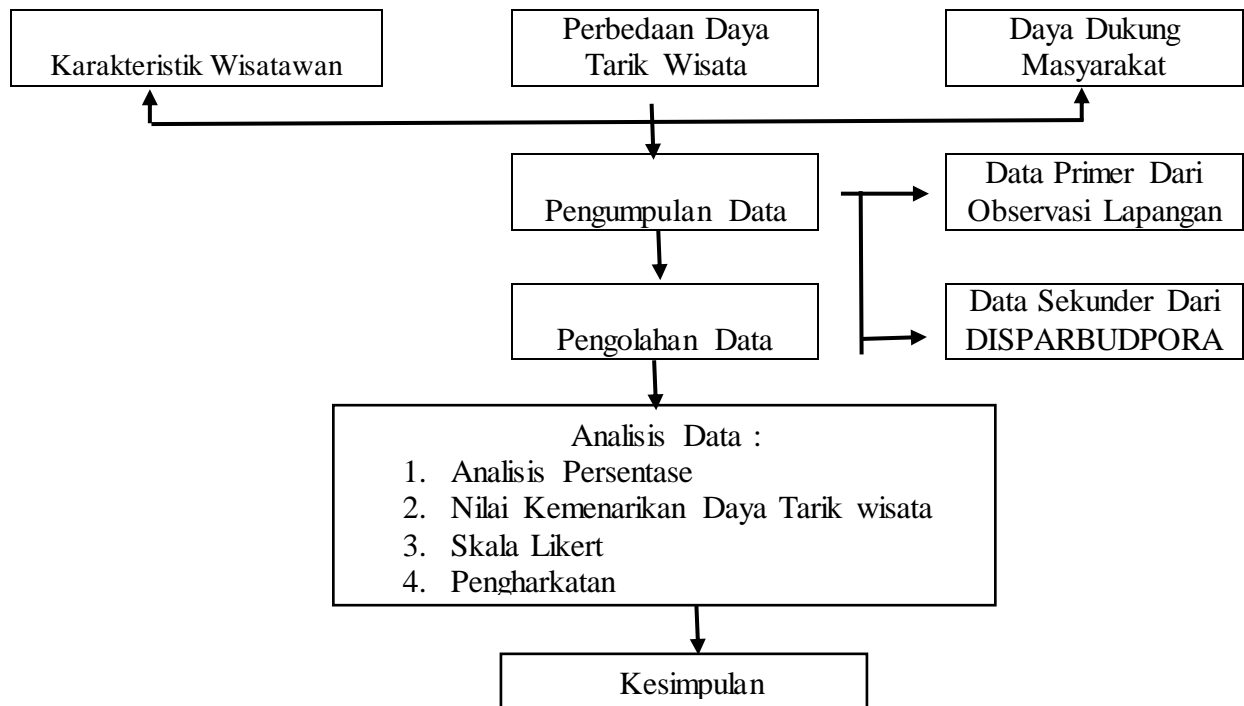 Karakteristik Wisatawan
Perbedaan Daya
Tarik Wisata
Daya Dukung
Masyarakat
Pengumpulan Data
Data Primer Dari
Observasi Lapangan
Pengolahan Data
Data Sekunder Dari
DISPARBUDPORA
Analisis Data :
1. Analisis Persentase
2. Nilai Kemenarikan Daya Tarik wisata
3. Skala Likert
4. Pengharkatan
Kesimpulan